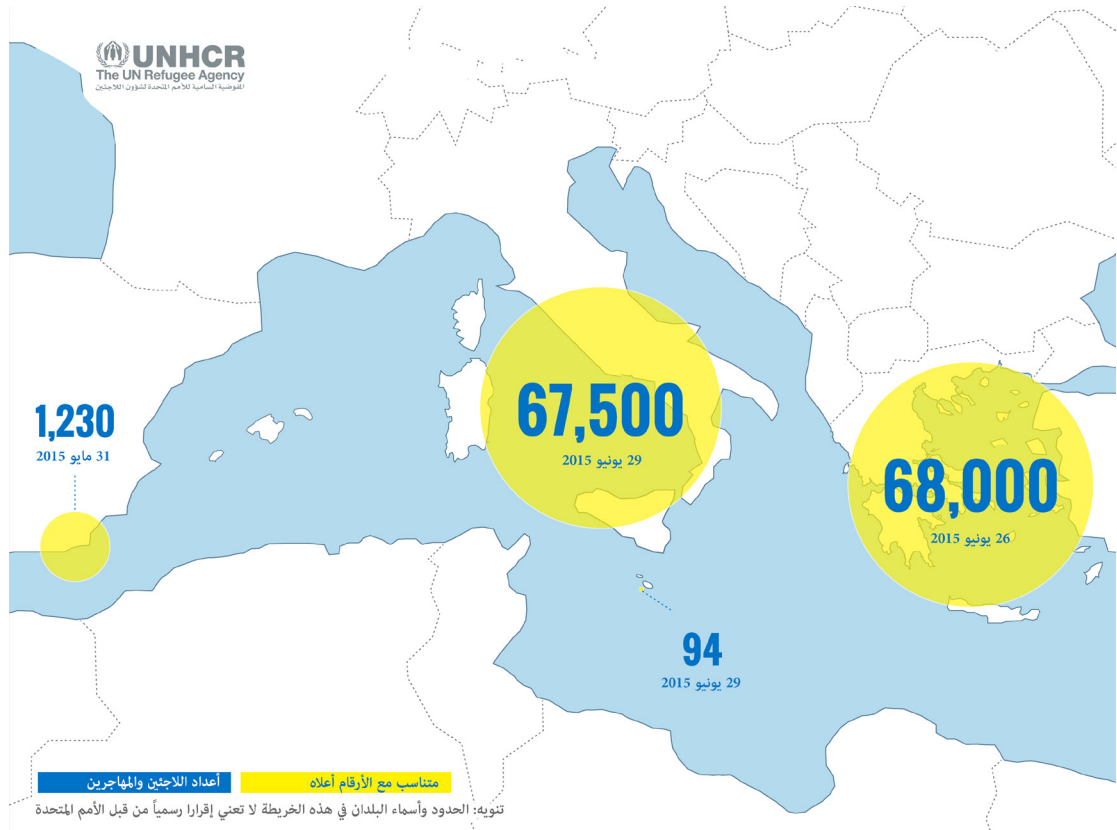 UNHCR
The UN Refugee Agency
المفوضية السامية للأمم المتحدة لشؤون اللاجئين
67,500
29 يونيو 2015
1,230
31 مايو 2015
68,000
26 يونيو 2015
94
29 يونيو 2015
متناسب مع الأرقام أعلاه
أعداد اللاجئين والمهاجرين
تنويه: الحدود وأسماء البلدان في هذه الخريطة لا تعني إقرارا رسمياً من قبل الأمم المتحدة